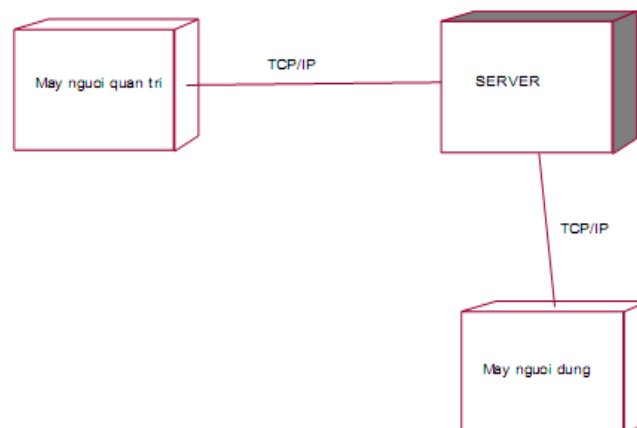 TCP/IP
May nguoi quan tri
SERVER
TCP/IP
May nguoi dung